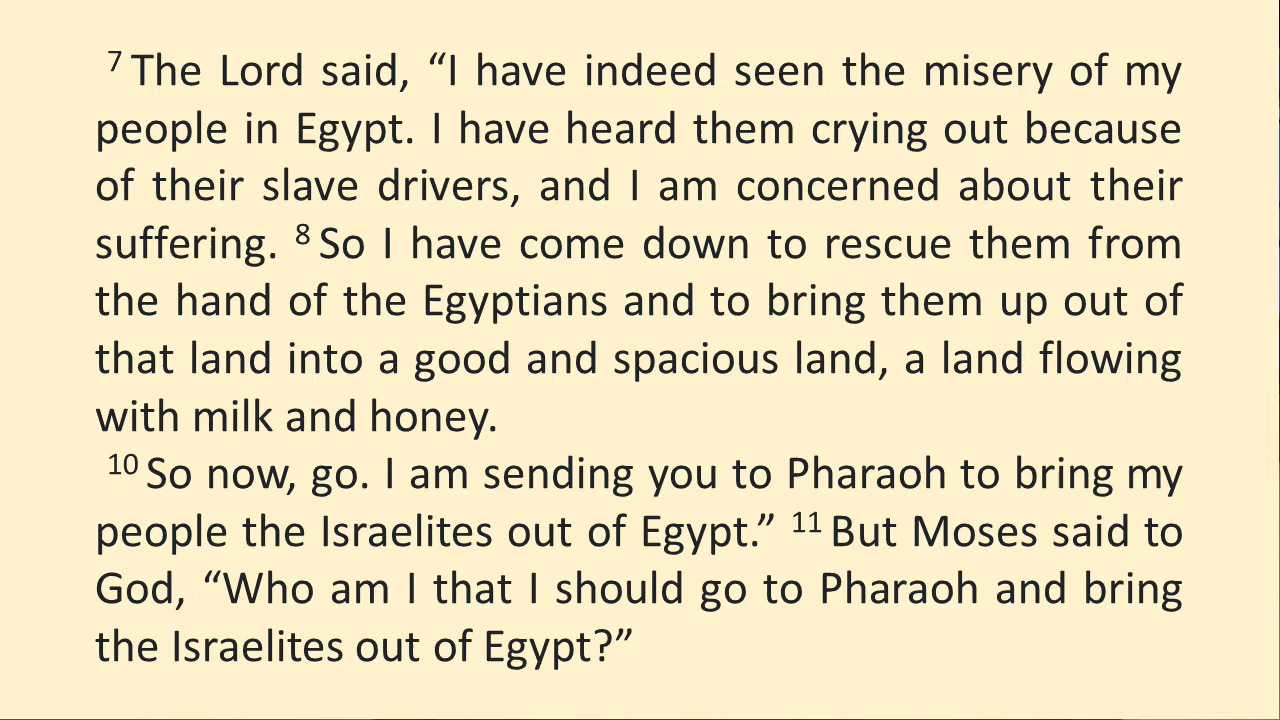 7 The Lord said, “I have indeed seen the misery of my
people in Egypt. I have heard them crying out because
of their slave drivers, and I am concerned about their
suffering. 8 So I have come down to rescue them from
the hand of the Egyptians and to bring them up out of
that land into a good and spacious land, a land flowing
with milk and honey.
10 So now, go. I am sending you to Pharaoh to bring my
people the Israelites out of Egypt.” 11 But Moses said to
God, “Who am I that I should go to Pharaoh and bring
the Israelites out of Egypt?”